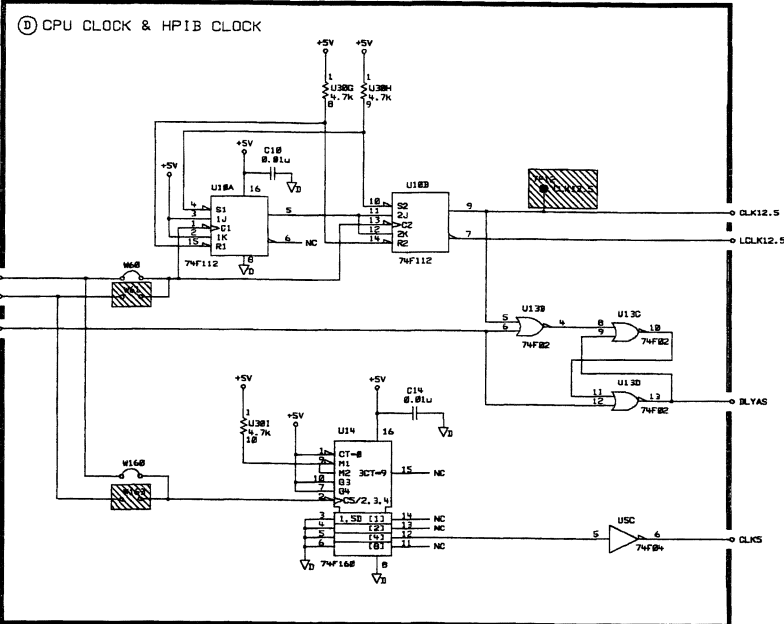 D CPU CLOCK & HPIB CLOCK
+5V +5V
1 1
U30G U30H
4.7K 4.7K
8 9
+5V
C10
0.01u
+5V
U10A 16
D
U10B
4 S1
3 1J
1 C1
2 1K
15 R1
5
6 NC
74F112
8
D
10 S2
11 2J
13 C2
12 2K
14 R2
9
7
74F112
CLK12.5
CLK12.5
LCLK12.5
W60
U13B
5
6
4
74F02
U13C
8
9
10
74F02
U13D
11
12
13
74F02
DLYAS
+5V
1
U30I
4.7K
10
+5V
+5V
C14
0.01u
D
U14 16
1 CT=0
9 M1
M2 3CT=9 15 NC
10 G3
7 G4
2 C5/2,3,4
3 1,5D [1] 14 NC
4 [2] 13 NC
5 [4] 12
6 [8] 11 NC
74F160 8
D D
W160
U5C
5 6
74F04
CLK5